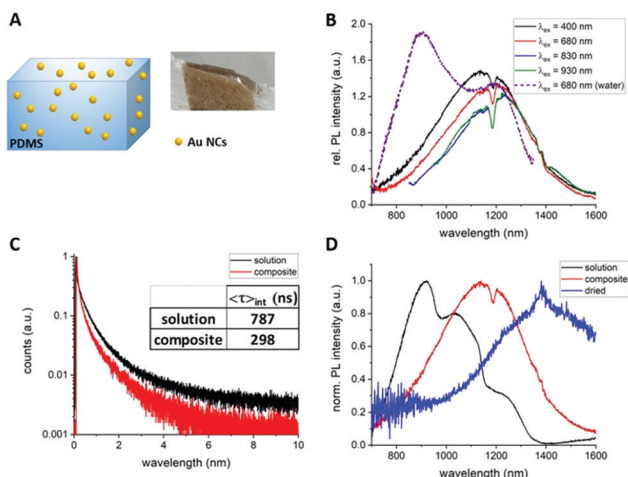 A
PDMS
Au NCs
B
rel. PL intensity (a.u.)
2.0
1.6
1.2
0.8
0.4
0.0
800 1000 1200 1400 1600
wavelength (nm)
λex = 400 nm
λex = 680 nm
λex = 830 nm
λex = 930 nm
λex = 680 nm (water)
C
counts (a.u.)
1
0.1
0.01
0.001
0 2 4 6 8 10
wavelength (nm)
solution
composite
<τ>int (ns)
solution 787
composite 298
D
norm. PL intensity (a.u.)
1.0
0.8
0.6
0.4
0.2
0.0
800 1000 1200 1400 1600
wavelength (nm)
solution
composite
dried